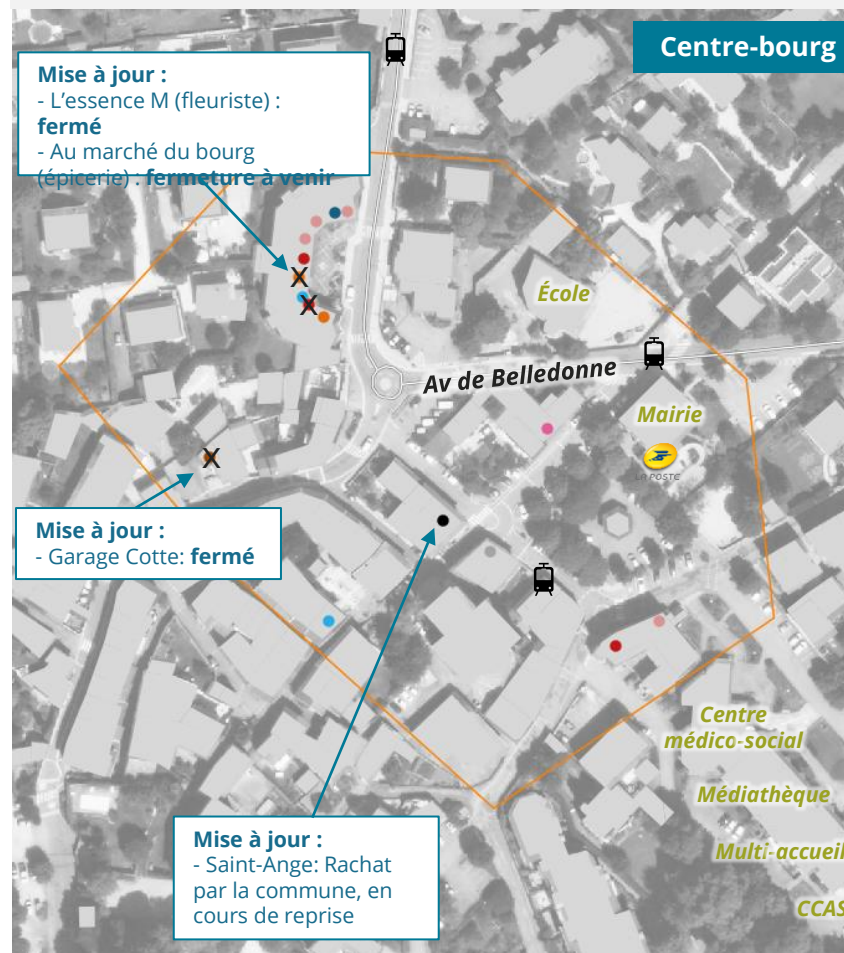 Centre-bourg
Mise à jour :
- L'essence M (fleuriste) :
fermé
- Au marché du bourg
(épicerie) : fermeture à venir
École
Av de Belledonne
Mairie
LA POSTE
X
X
X
Mise à jour :
- Garage Cotte: fermé
Centre
médico-social
Médiathèque
Multi-accueil
CCAS
Mise à jour :
- Saint-Ange: Rachat
par la commune, en
cours de reprise